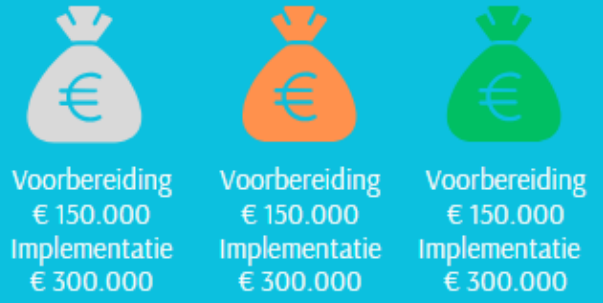 € € €
Voorbereiding Voorbereiding Voorbereiding
€ 150.000 € 150.000 € 150.000
Implementatie Implementatie Implementatie
€ 300.000 € 300.000 € 300.000